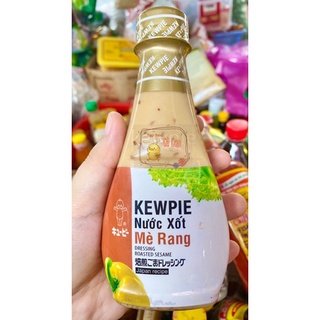 KEWPIE
KEWPIE
Nước Xốt
Mè Rang
DRESSING
ROASTED SESAME
焙煎ごまドレッシング
Japan recipe
キユーピー